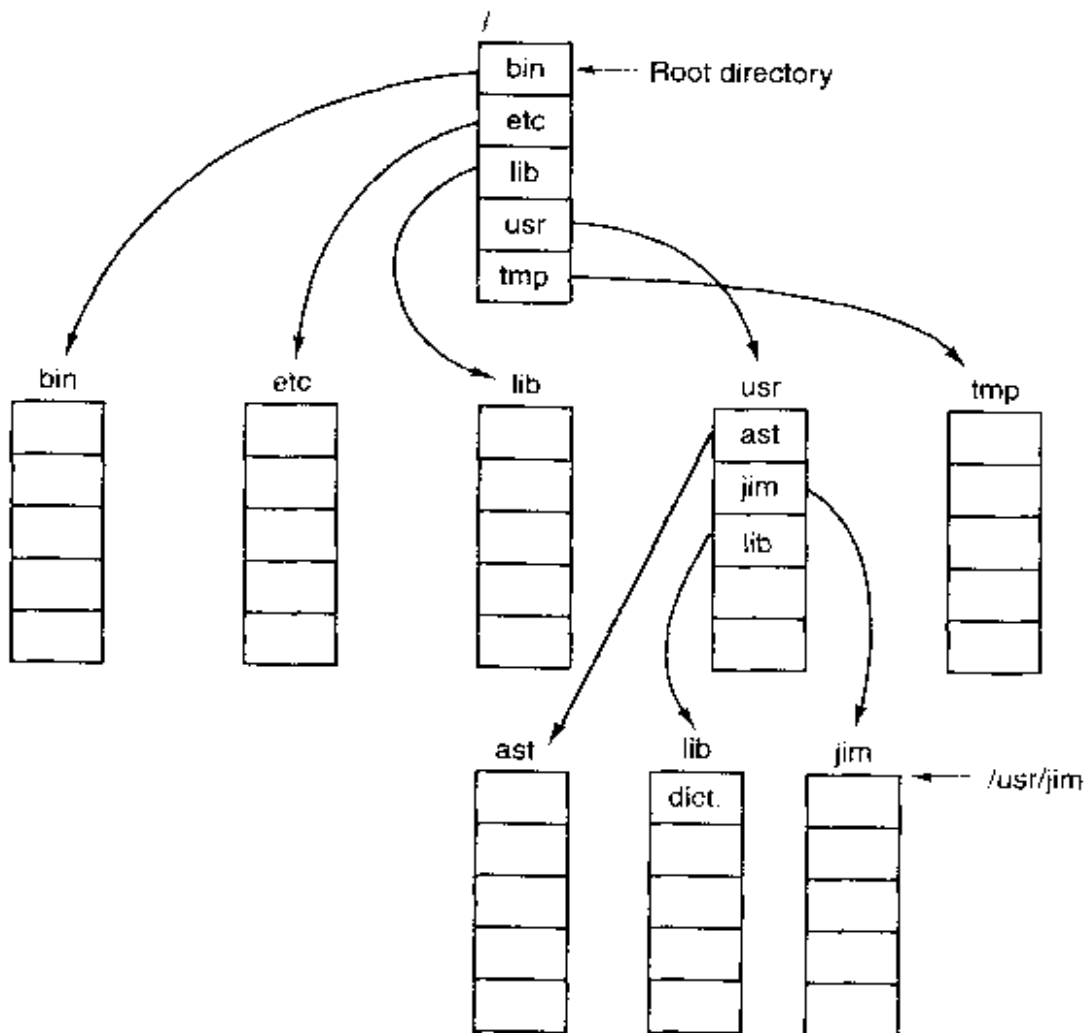 /
bin
Root directory
etc
lib
usr
tmp
bin
etc
lib
usr
tmp
ast
jim
lib
ast
lib
jim
/usr/jim
dict.